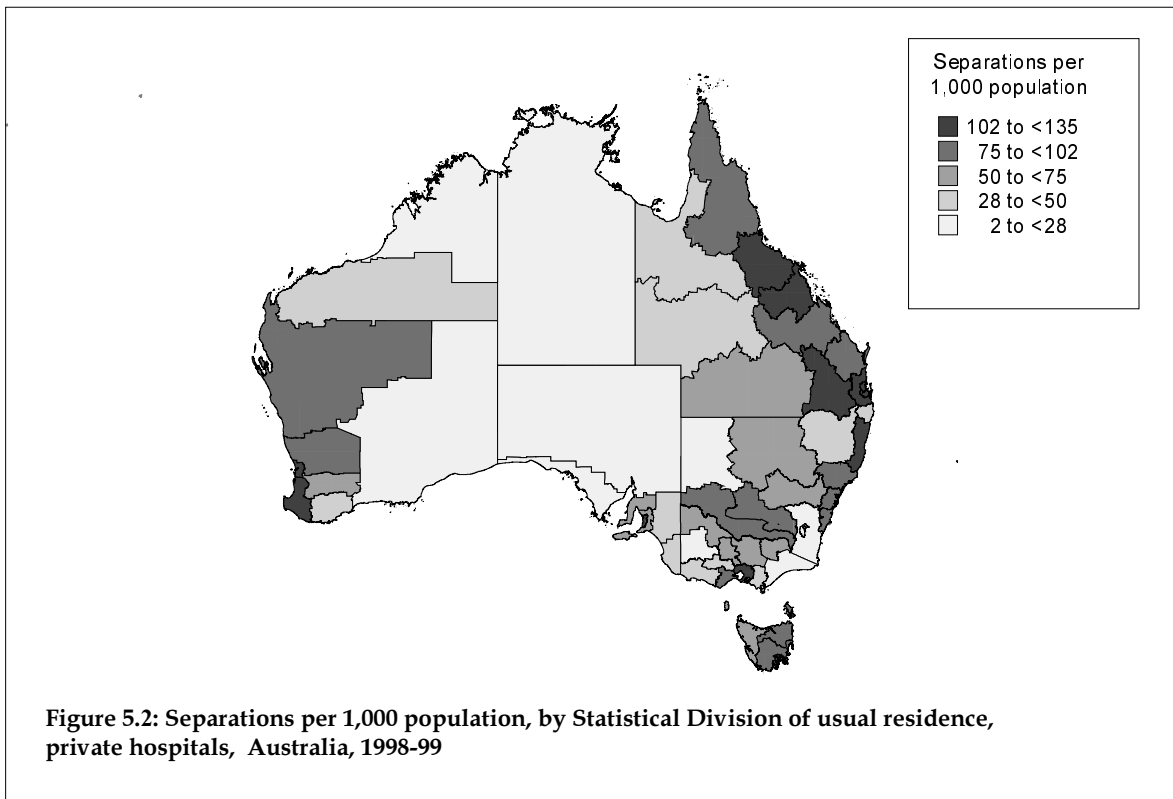 Separations per
1,000 population
102 to <135
75 to <102
50 to <75
28 to <50
2 to <28
Figure 5.2: Separations per 1,000 population, by Statistical Division of usual residence,
private hospitals, Australia, 1998-99